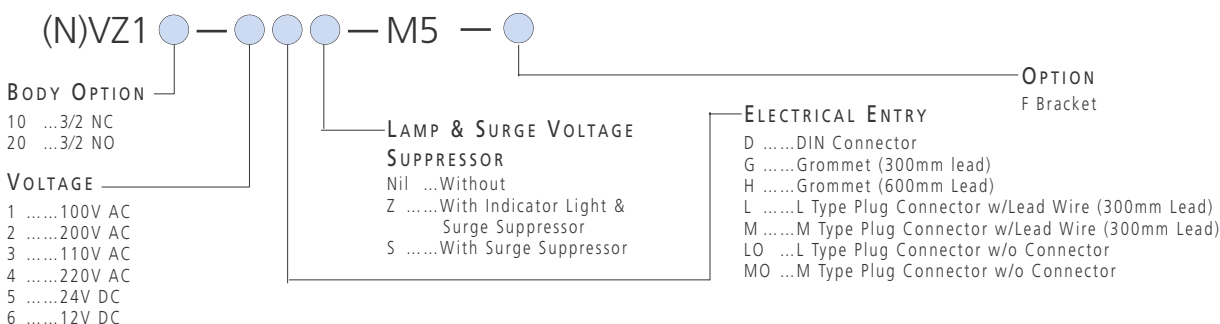 (N)VZ1 — — M5 —
BODY OPTION
10 ...3/2 NC
20 ...3/2 NO
VOLTAGE
1 ......100V AC
2 ......200V AC
3 ......110V AC
4 ......220V AC
5 ......24V DC
6 ......12V DC
LAMP & SURGE VOLTAGE
SUPPRESSOR
Nil ...Without
Z ......With Indicator Light &
Surge Suppressor
S ......With Surge Suppressor
ELECTRICAL ENTRY
D ......DIN Connector
G ......Grommet (300mm lead)
H ......Grommet (600mm Lead)
L ......L Type Plug Connector w/Lead Wire (300mm Lead)
M ......M Type Plug Connector w/Lead Wire (300mm Lead)
LO ...L Type Plug Connector w/o Connector
MO ...M Type Plug Connector w/o Connector
OPTION
F Bracket